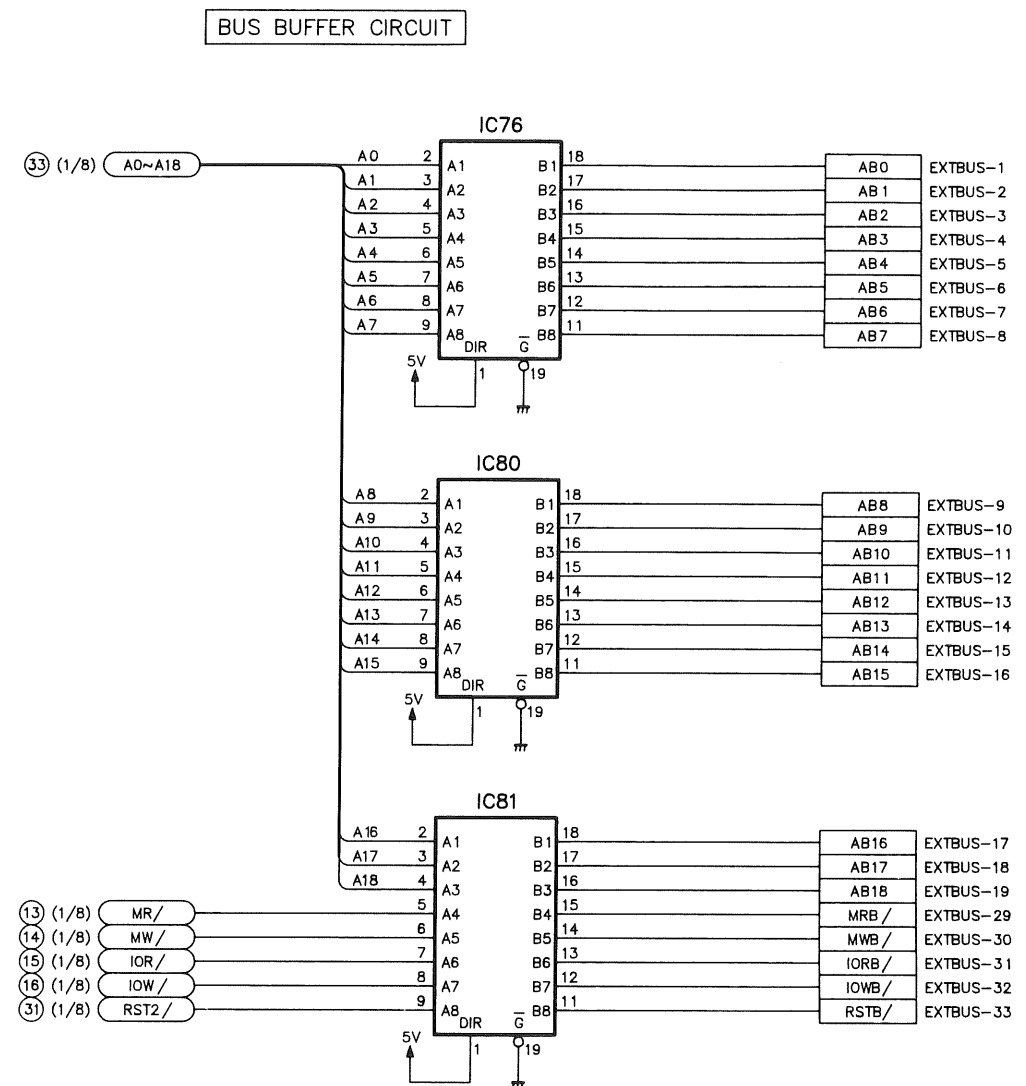 BUS BUFFER CIRCUIT
IC76
33 (1/8) A0~A18
A0 2 A1 B1 18 AB0 EXTBUS-1
A1 3 A2 B2 17 AB1 EXTBUS-2
A2 4 A3 B3 16 AB2 EXTBUS-3
A3 5 A4 B4 15 AB3 EXTBUS-4
A4 6 A5 B5 14 AB4 EXTBUS-5
A5 7 A6 B6 13 AB5 EXTBUS-6
A6 8 A7 B7 12 AB6 EXTBUS-7
A7 9 A8 B8 11 AB7 EXTBUS-8
DIR G̅
5V 1 19
IC80
A8 2 A1 B1 18 AB8 EXTBUS-9
A9 3 A2 B2 17 AB9 EXTBUS-10
A10 4 A3 B3 16 AB10 EXTBUS-11
A11 5 A4 B4 15 AB11 EXTBUS-12
A12 6 A5 B5 14 AB12 EXTBUS-13
A13 7 A6 B6 13 AB13 EXTBUS-14
A14 8 A7 B7 12 AB14 EXTBUS-15
A15 9 A8 B8 11 AB15 EXTBUS-16
DIR G̅
5V 1 19
IC81
A16 2 A1 B1 18 AB16 EXTBUS-17
A17 3 A2 B2 17 AB17 EXTBUS-18
A18 4 A3 B3 16 AB18 EXTBUS-19
13 (1/8) MR/ 5 A4 B4 15 MRB/ EXTBUS-29
14 (1/8) MW/ 6 A5 B5 14 MWB/ EXTBUS-30
15 (1/8) IOR/ 7 A6 B6 13 IORB/ EXTBUS-31
16 (1/8) IOW/ 8 A7 B7 12 IOWB/ EXTBUS-32
31 (1/8) RST2/ 9 A8 B8 11 RSTB/ EXTBUS-33
DIR G̅
5V 1 19